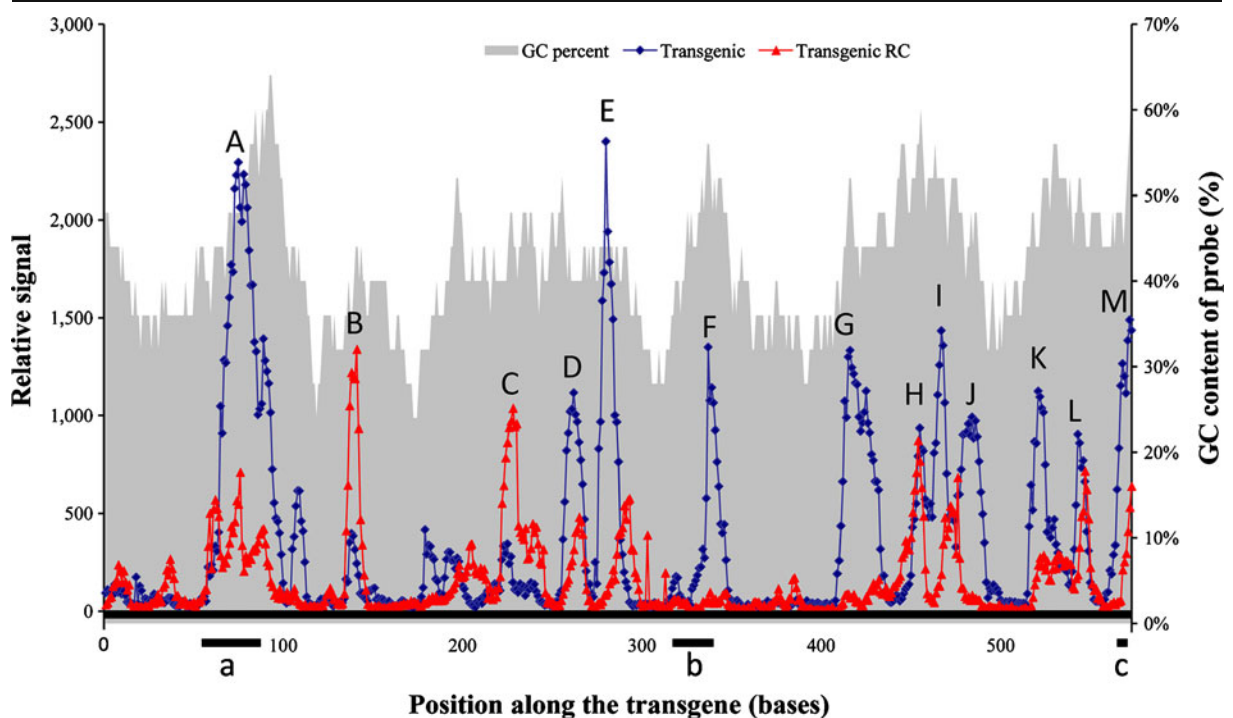 GC percent Transgenic Transgenic RC
Relative signal
3,000
2,500
2,000
1,500
1,000
500
0
70%
60%
50%
40%
30%
20%
10%
0%
GC content of probe (%)
A
B
C
D
E
F
G
H
I
J
K
L
M
0 100 200 300 400 500
a b c
Position along the transgene (bases)